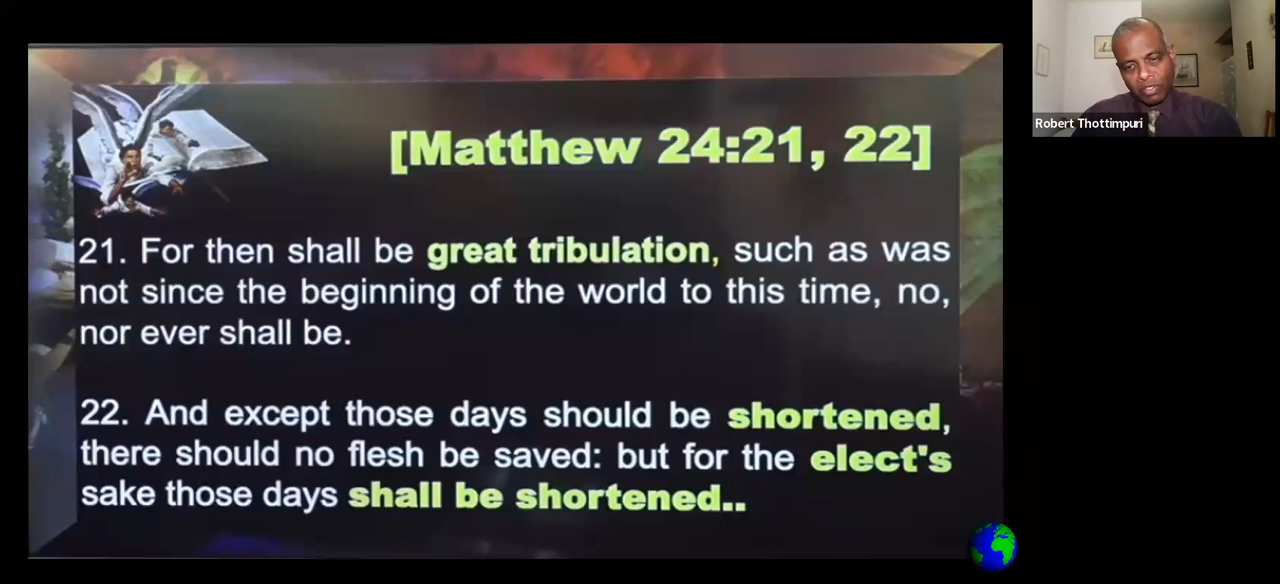 [Matthew 24:21, 22]
21. For then shall be great tribulation, such as was
not since the beginning of the world to this time, no,
nor ever shall be.
22. And except those days should be shortened,
there should no flesh be saved: but for the elect's
sake those days shall be shortened..
Robert Thottimpuri